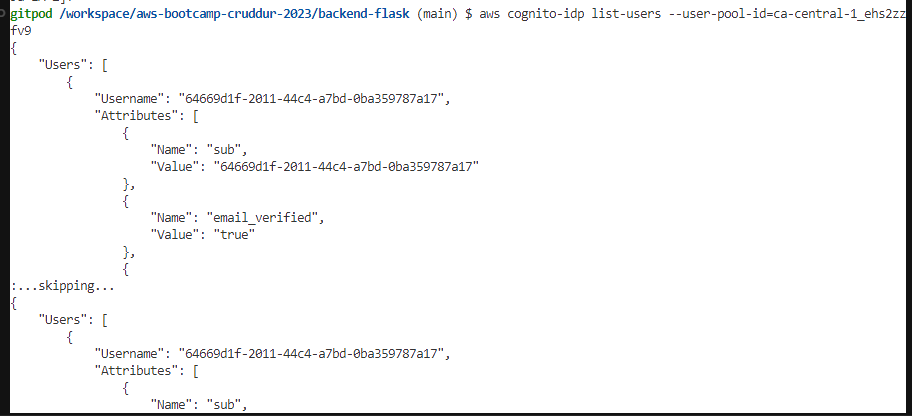 gitpod /workspace/aws-bootcamp-cruddur-2023/backend-flask (main) $ aws cognito-idp list-users --user-pool-id=ca-central-1_ehs2zz
fv9
{
    "Users": [
        {
            "Username": "64669d1f-2011-44c4-a7bd-0ba359787a17",
            "Attributes": [
                {
                    "Name": "sub",
                    "Value": "64669d1f-2011-44c4-a7bd-0ba359787a17"
                },
                {
                    "Name": "email_verified",
                    "Value": "true"
                },
                {
:...skipping...
{
    "Users": [
        {
            "Username": "64669d1f-2011-44c4-a7bd-0ba359787a17",
            "Attributes": [
                {
                    "Name": "sub",